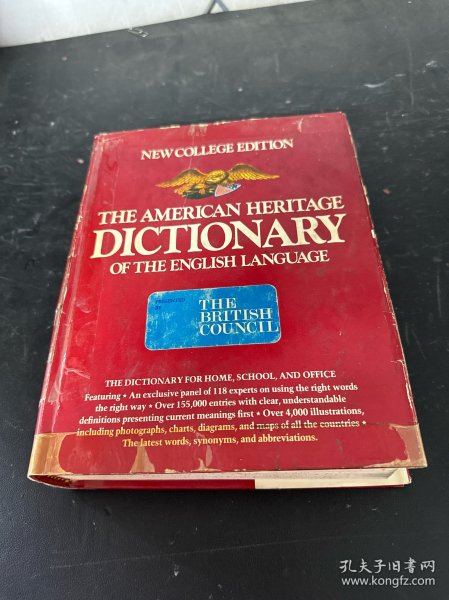 NEW COLLEGE EDITION
THE AMERICAN HERITAGE
DICTIONARY
OF THE ENGLISH LANGUAGE
PRESENTED
BY
THE
BRITISH
COUNCIL
THE DICTIONARY FOR HOME, SCHOOL, AND OFFICE
Featuring * An exclusive panel of 118 experts on using the right words
the right way * Over 155,000 entries with clear, understandable
definitions presenting current meanings first * Over 4,000 illustrations,
including photographs, charts, diagrams, and maps of all the countries *
The latest words, synonyms, and abbreviations.
孔夫子旧书网
www.kongfz.com